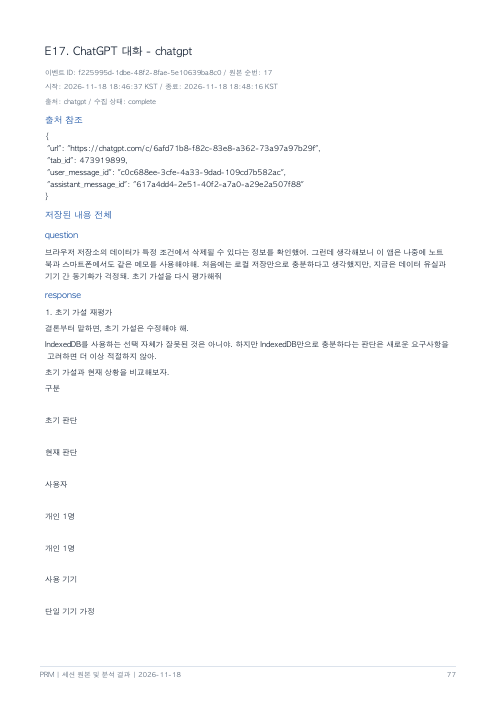 E17. ChatGPT 대화 - chatgpt
이벤트 ID: f225995d-1dbe-48f2-8fae-5e10639ba8c0 / 원본 순번: 17
시작: 2026-11-18 18:46:37 KST / 종료: 2026-11-18 18:48:16 KST
출처: chatgpt / 수집 상태: complete
출처 참조
{
"url": "https://chatgpt.com/c/6afd71b8-f82c-83e8-a362-73a97a97b29f",
"tab_id": 473919899,
"user_message_id": "c0c688ee-3cfe-4a33-9dad-109cd7b582ac",
"assistant_message_id": "617a4dd4-2e51-40f2-a7a0-a29e2a507f88"
}
저장된 내용 전체
question
브라우저 저장소의 데이터가 특정 조건에서 삭제될 수 있다는 정보를 확인했어. 그런데 생각해보니 이 앱은 나중에 노트
북과 스마트폰에서도 같은 메모를 사용해야해. 처음에는 로컬 저장만으로 충분하다고 생각했지만, 지금은 데이터 유실과
기기 간 동기화가 걱정돼. 초기 가설을 다시 평가해줘
response
1. 초기 가설 재평가
결론부터 말하면, 초기 가설은 수정해야 해.
IndexedDB를 사용하는 선택 자체가 잘못된 것은 아니야. 하지만 IndexedDB만으로 충분하다는 판단은 새로운 요구사항을
고려하면 더 이상 적절하지 않아.
초기 가설과 현재 상황을 비교해보자.
구분
초기 판단
현재 판단
사용자
개인 1명
개인 1명
사용 기기
단일 기기 가정
PRM | 세션 원본 및 분석 결과 | 2026-11-18
77